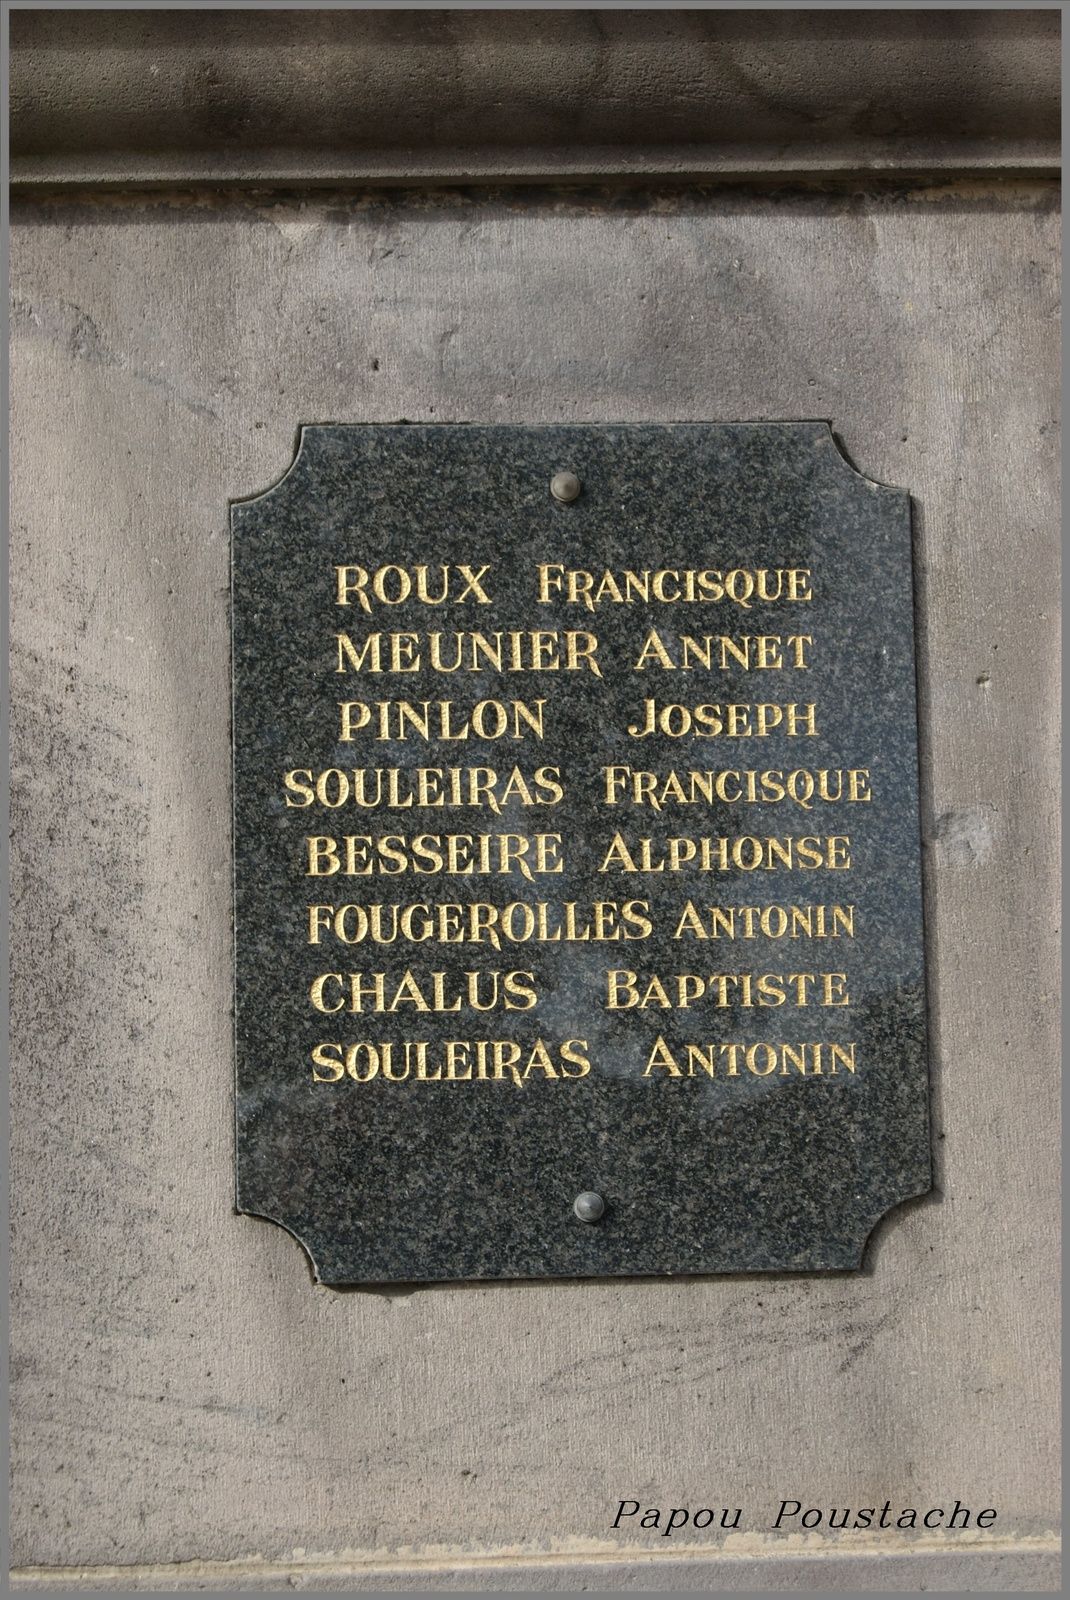 ROUX FRANCISQUE
MEUNIER ANNET
PINLON JOSEPH
SOULEIRAS FRANCISQUE
BESSEIRE ALPHONSE
FOUGEROLLES ANTONIN
CHALUS BAPTISTE
SOULEIRAS ANTONIN
Papou Poustache